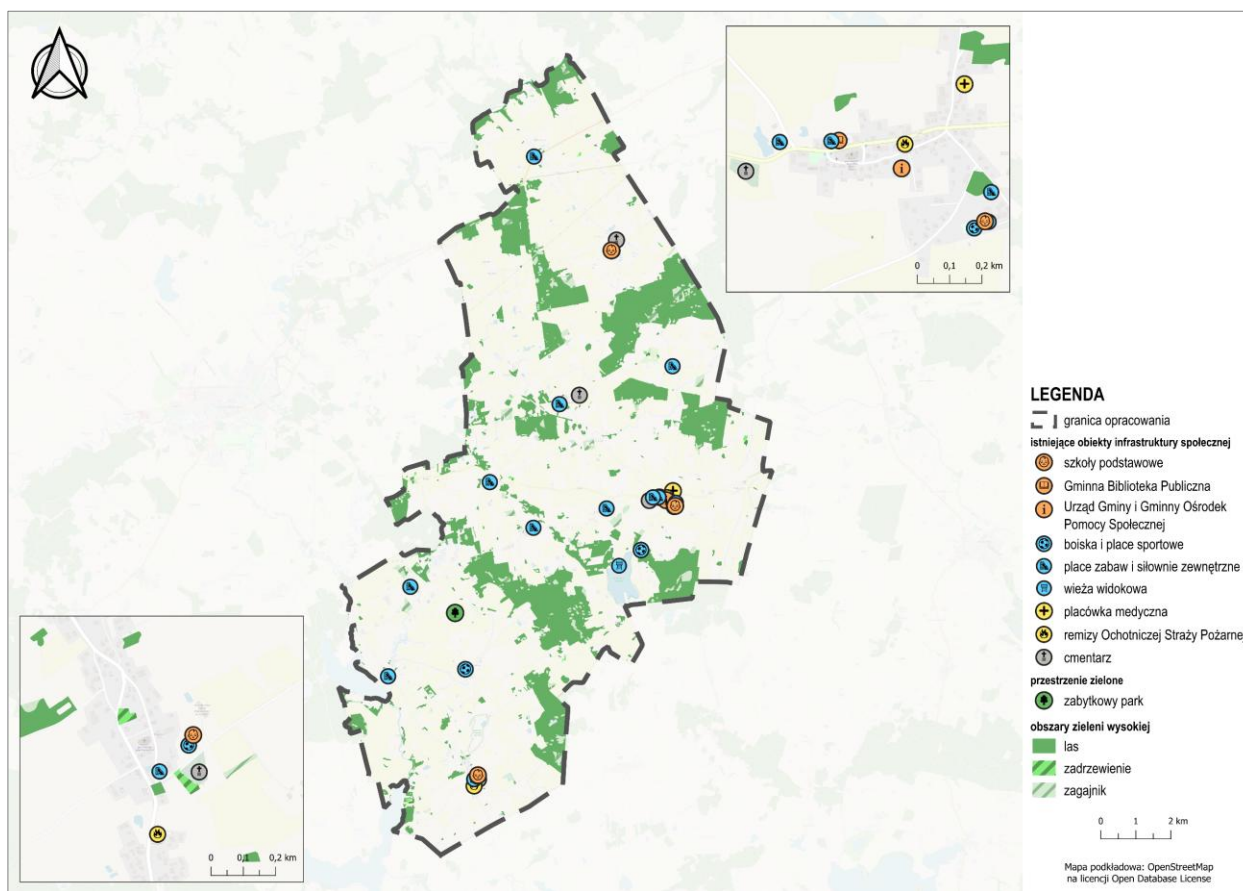 0 0,1 0,2 km
LEGENDA
granica opracowania
istniejące obiekty infrastruktury społecznej
szkoły podstawowe
Gminna Biblioteka Publiczna
Urząd Gminy i Gminny Ośrodek
Pomocy Społecznej
boiska i place sportowe
place zabaw i siłownie zewnętrzne
wieża widokowa
placówka medyczna
remizy Ochotniczej Straży Pożarnej
cmentarz
przestrzenie zielone
zabytkowy park
obszary zieleni wysokiej
las
zadrzewienie
zagajnik
0 1 2 km
Mapa podkładowa: OpenStreetMap
na licencji Open Database License
0 0,1 0,2 km